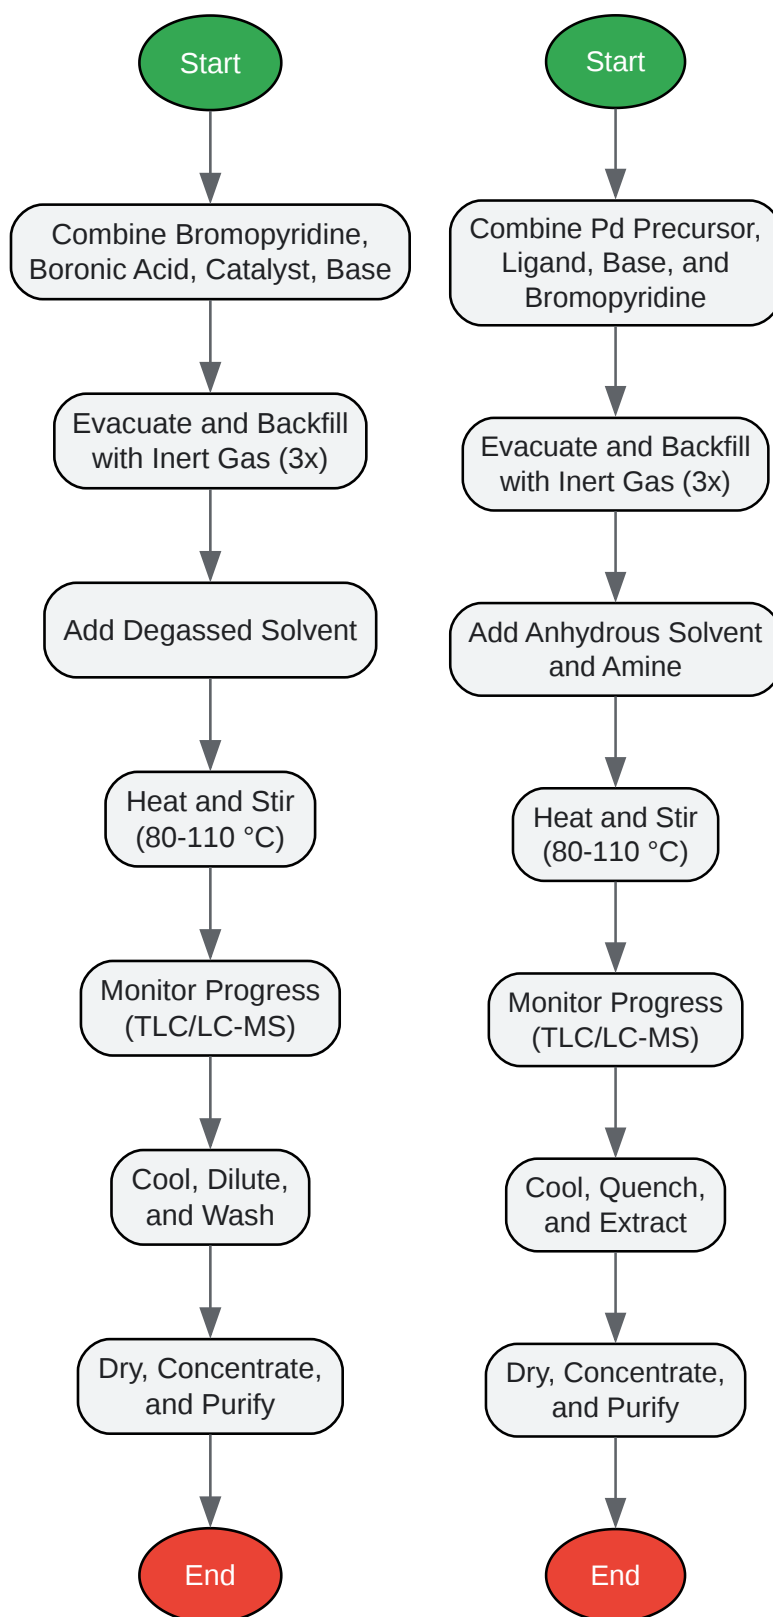 Start
Combine Bromopyridine,
Boronic Acid, Catalyst, Base
Evacuate and Backfill
with Inert Gas (3x)
Add Degassed Solvent
Heat and Stir
(80-110 °C)
Monitor Progress
(TLC/LC-MS)
Cool, Dilute,
and Wash
Dry, Concentrate,
and Purify
End
Start
Combine Pd Precursor,
Ligand, Base, and
Bromopyridine
Evacuate and Backfill
with Inert Gas (3x)
Add Anhydrous Solvent
and Amine
Heat and Stir
(80-110 °C)
Monitor Progress
(TLC/LC-MS)
Cool, Quench,
and Extract
Dry, Concentrate,
and Purify
End